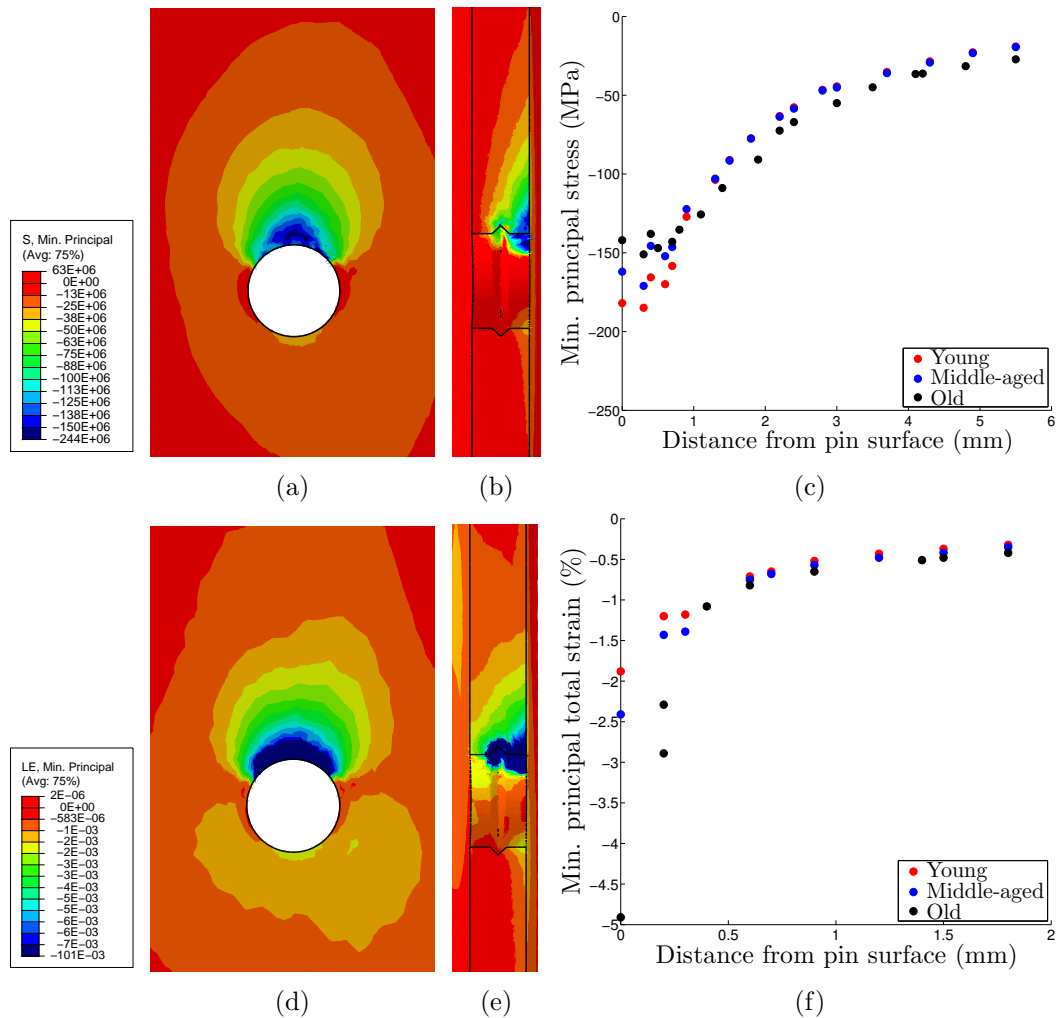 S, Min. Principal
(Avg: 75%)
63E+06
0E+00
−13E+06
−25E+06
−38E+06
−50E+06
−63E+06
−75E+06
−88E+06
−100E+06
−113E+06
−125E+06
−138E+06
−150E+06
−244E+06
(a)
(b)
Min. principal stress (MPa)
0
−50
−100
−150
−200
−250
0 1 2 3 4 5 6
Young
Middle-aged
Old
Distance from pin surface (mm)
(c)
LE, Min. Principal
(Avg: 75%)
2E−06
0E+00
−583E−06
−1E−03
−2E−03
−2E−03
−3E−03
−3E−03
−4E−03
−5E−03
−5E−03
−6E−03
−6E−03
−7E−03
−101E−03
(d)
(e)
Min. principal total strain (%)
0
−0.5
−1
−1.5
−2
−2.5
−3
−3.5
−4
−4.5
−5
0 0.5 1 1.5 2
Young
Middle-aged
Old
Distance from pin surface (mm)
(f)